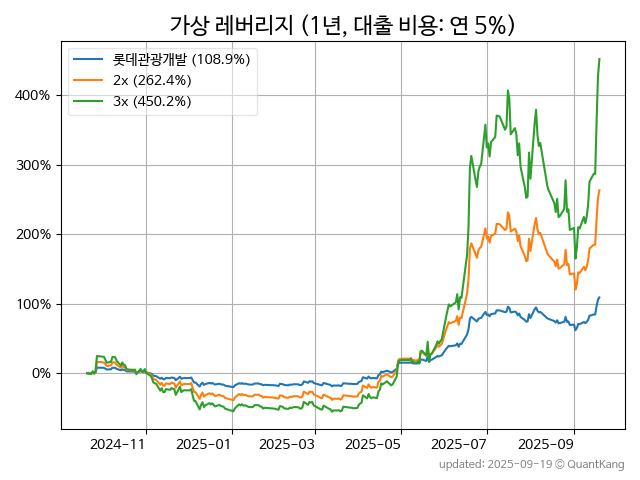 가상 레버리지 (1년, 대출 비용: 연 5%)
롯데관광개발 (108.9%)
2x (262.4%)
3x (450.2%)
400%
300%
200%
100%
0%
2024-11
2025-01
2025-03
2025-05
2025-07
2025-09
updated: 2025-09-19 © QuantKang